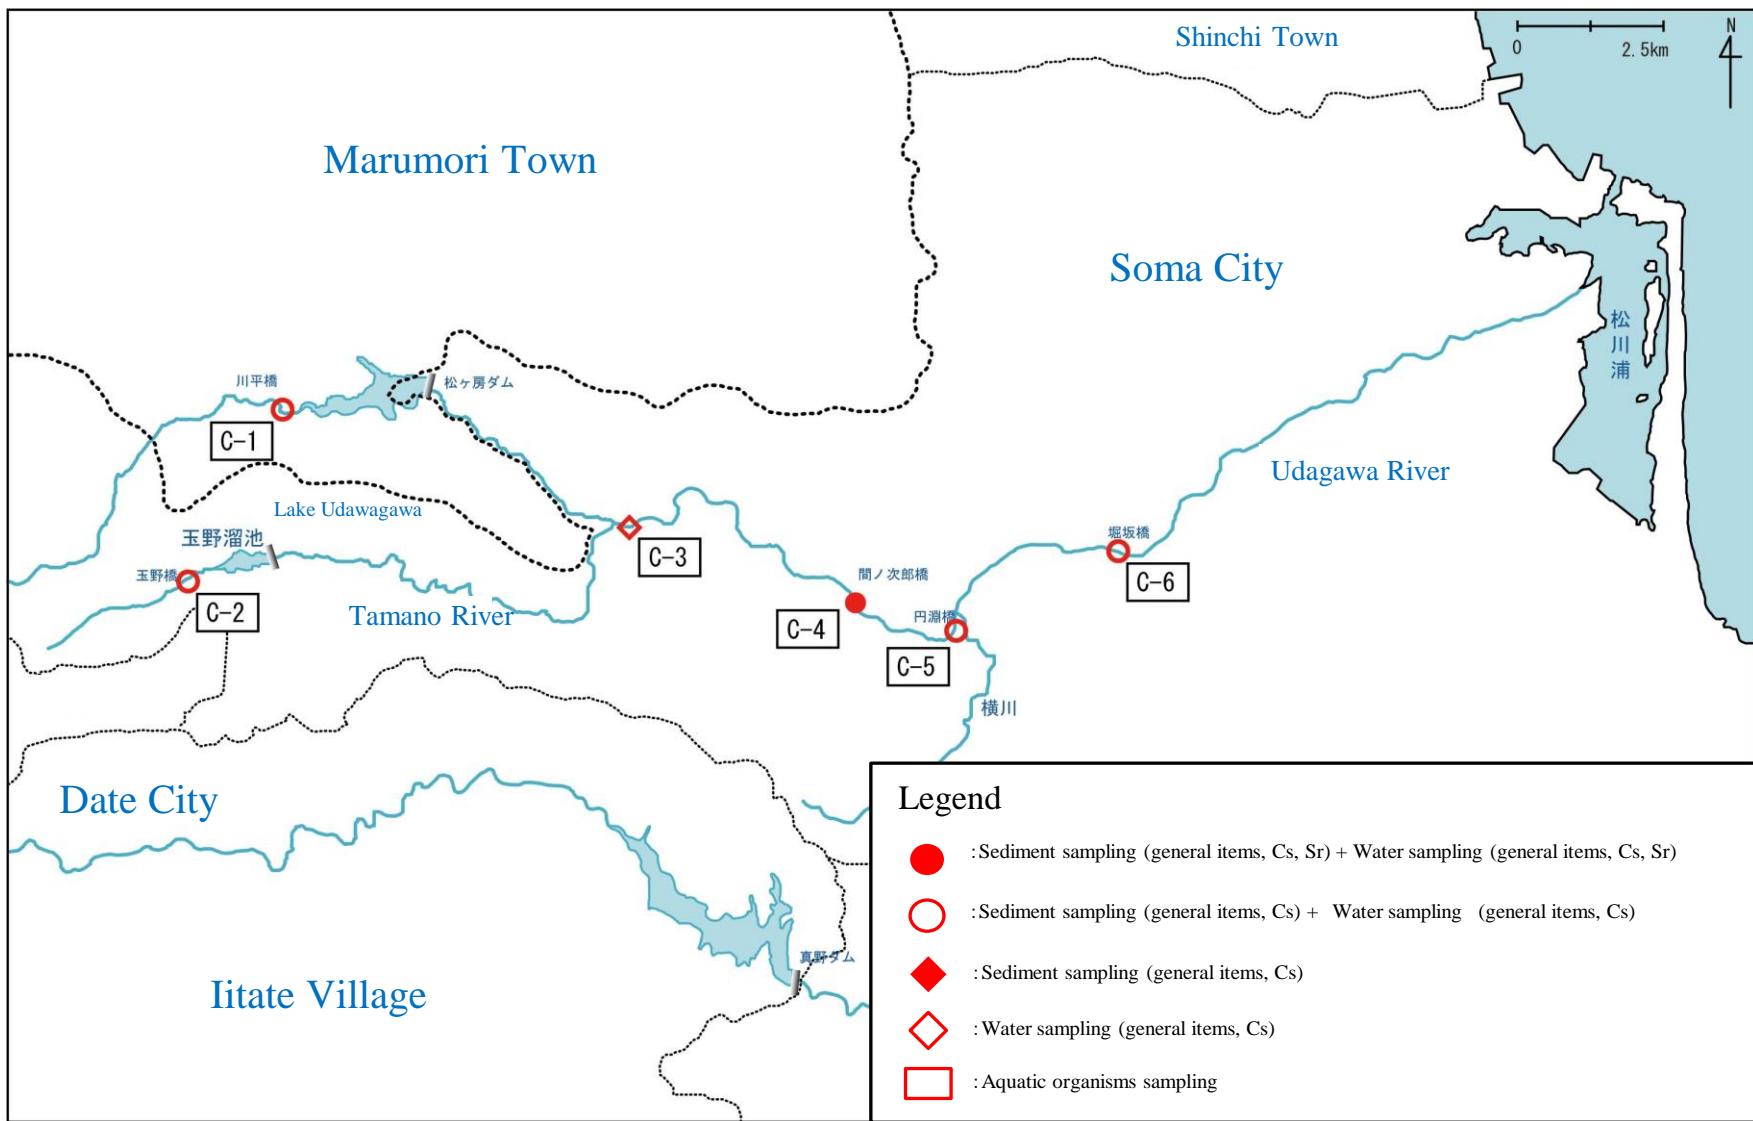 Shinchi Town
N
0
2.5km
Marumori Town
Soma City
松川浦
川平橋
松ヶ房ダム
C-1
Udagawa River
Lake Udawagawa
玉野溜池
堀坂橋
C-3
玉野橋
間ノ次郎橋
C-6
C-2
Tamano River
円淵橋
C-4
C-5
横川
Date City
Legend
:Sediment sampling (general items, Cs, Sr) + Water sampling (general items, Cs, Sr)
:Sediment sampling (general items, Cs) + Water sampling (general items, Cs)
真野ダム
:Sediment sampling (general items, Cs)
Iitate Village
:Water sampling (general items, Cs)
:Aquatic organisms sampling